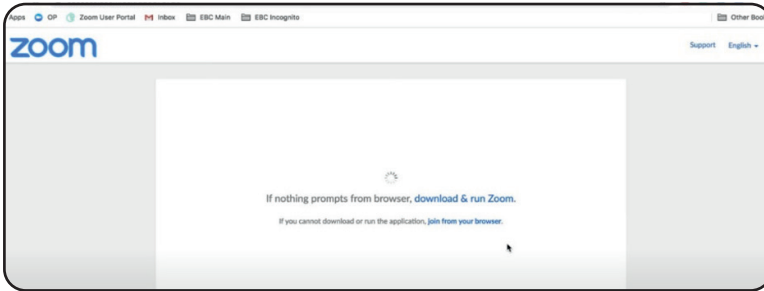 Apps OP Zoom User Portal Inbox EBC Main EBC Incognito Other Boo
zoom Support English
If nothing prompts from browser, download & run Zoom.
If you cannot download or run the application, join from your browser.